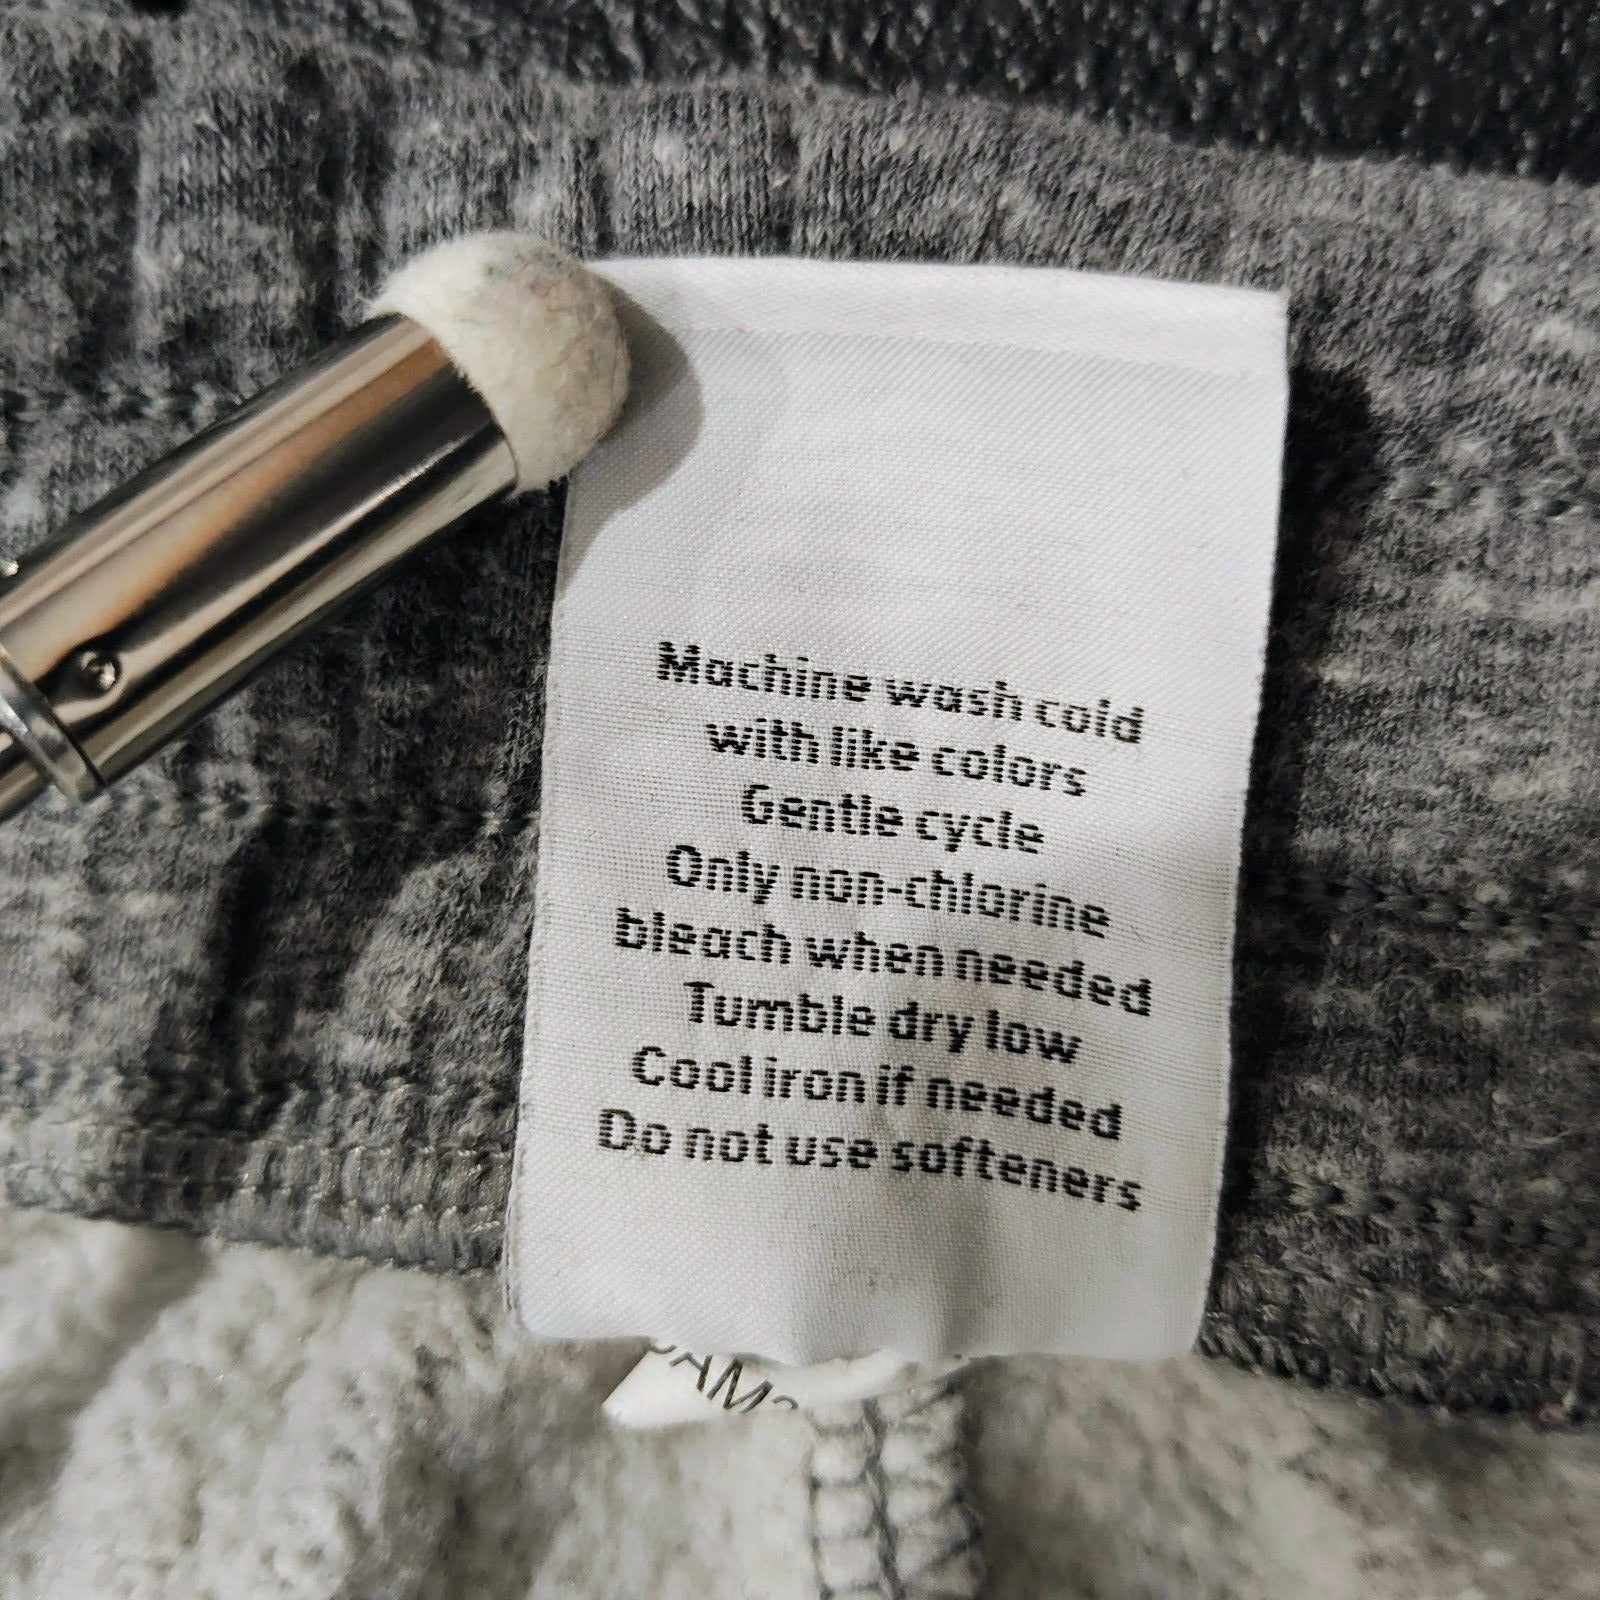 Machine wash cold
with like colors
Gentle cycle
Only non-chlorine
bleach when needed
Tumble dry low
Cool iron if needed
Do not use softeners